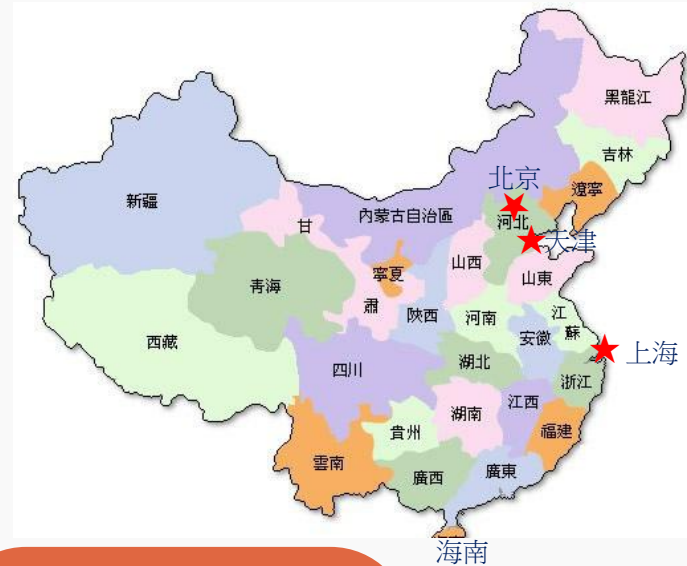 黑龍江
吉林
遼寧
北京
新疆
內蒙古自治區
河北
甘
天津
寧夏
山西
山東
青海
肅
陝西
河南
江
蘇
安徽
西藏
上海
四川
湖北
浙江
江西
湖南
貴州
福建
雲南
廣西
廣東
海南